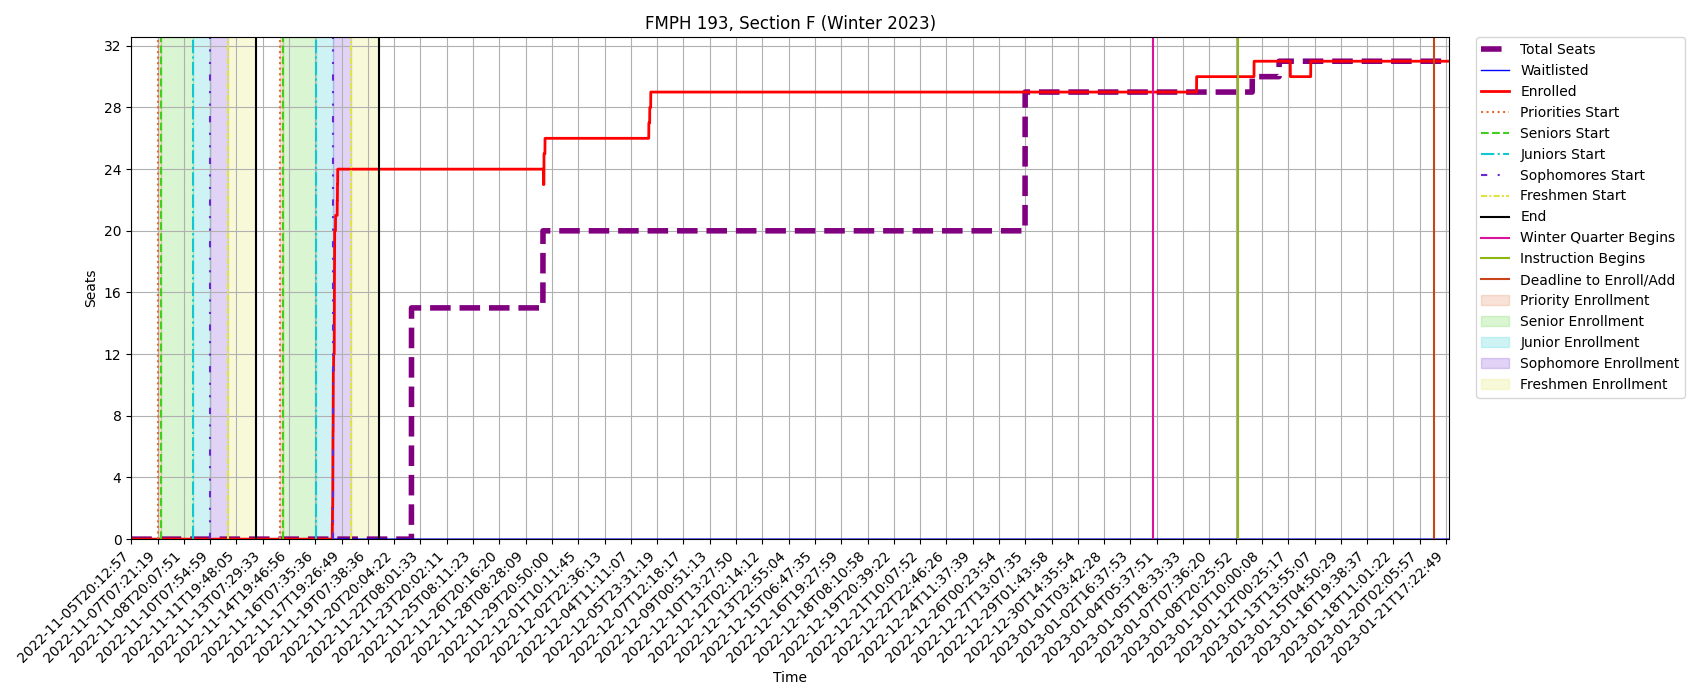 FMPH 193, Section F (Winter 2023)
Seats
32
28
24
20
16
12
8
4
0
2022-11-05T20:12:57
2022-11-07T07:21:19
2022-11-08T20:07:51
2022-11-10T07:54:59
2022-11-11T19:48:05
2022-11-13T07:29:33
2022-11-14T19:46:56
2022-11-16T07:35:36
2022-11-17T19:26:49
2022-11-19T07:38:36
2022-11-20T20:04:22
2022-11-22T08:01:33
2022-11-23T20:02:11
2022-11-25T08:11:23
2022-11-26T20:16:20
2022-11-28T08:28:09
2022-11-29T20:50:00
2022-12-01T10:11:45
2022-12-02T22:36:13
2022-12-04T11:11:07
2022-12-05T23:31:19
2022-12-07T12:18:17
2022-12-09T00:51:13
2022-12-10T13:27:50
2022-12-12T02:14:12
2022-12-13T22:55:04
2022-12-15T06:47:35
2022-12-16T19:27:59
2022-12-18T08:10:58
2022-12-19T20:39:22
2022-12-21T10:07:52
2022-12-22T22:46:26
2022-12-24T11:37:39
2022-12-26T00:23:54
2022-12-27T13:07:35
2022-12-29T01:43:58
2022-12-30T14:35:54
2023-01-01T03:42:28
2023-01-02T16:37:53
2023-01-04T05:37:51
2023-01-05T18:33:33
2023-01-07T07:36:20
2023-01-08T20:25:52
2023-01-10T10:00:08
2023-01-12T00:25:17
2023-01-13T13:55:07
2023-01-15T04:50:29
2023-01-16T19:38:37
2023-01-18T11:01:22
2023-01-20T02:05:57
2023-01-21T17:22:49
Time
Total Seats
Waitlisted
Enrolled
Priorities Start
Seniors Start
Juniors Start
Sophomores Start
Freshmen Start
End
Winter Quarter Begins
Instruction Begins
Deadline to Enroll/Add
Priority Enrollment
Senior Enrollment
Junior Enrollment
Sophomore Enrollment
Freshmen Enrollment